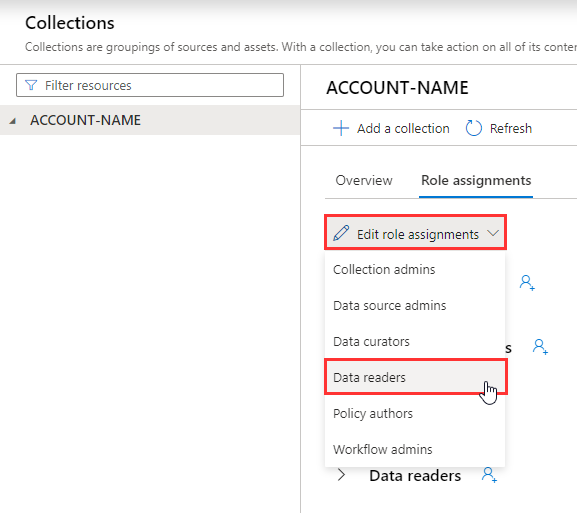 Collections
Collections are groupings of sources and assets. With a collection, you can take action on all of its
Filter resources
ACCOUNT-NAME
ACCOUNT-NAME
Add a collection Refresh
Overview Role assignments
Edit role assignments
Collection admins
Data source admins
Data curators
Data readers
Policy authors
Workflow admins
Data readers